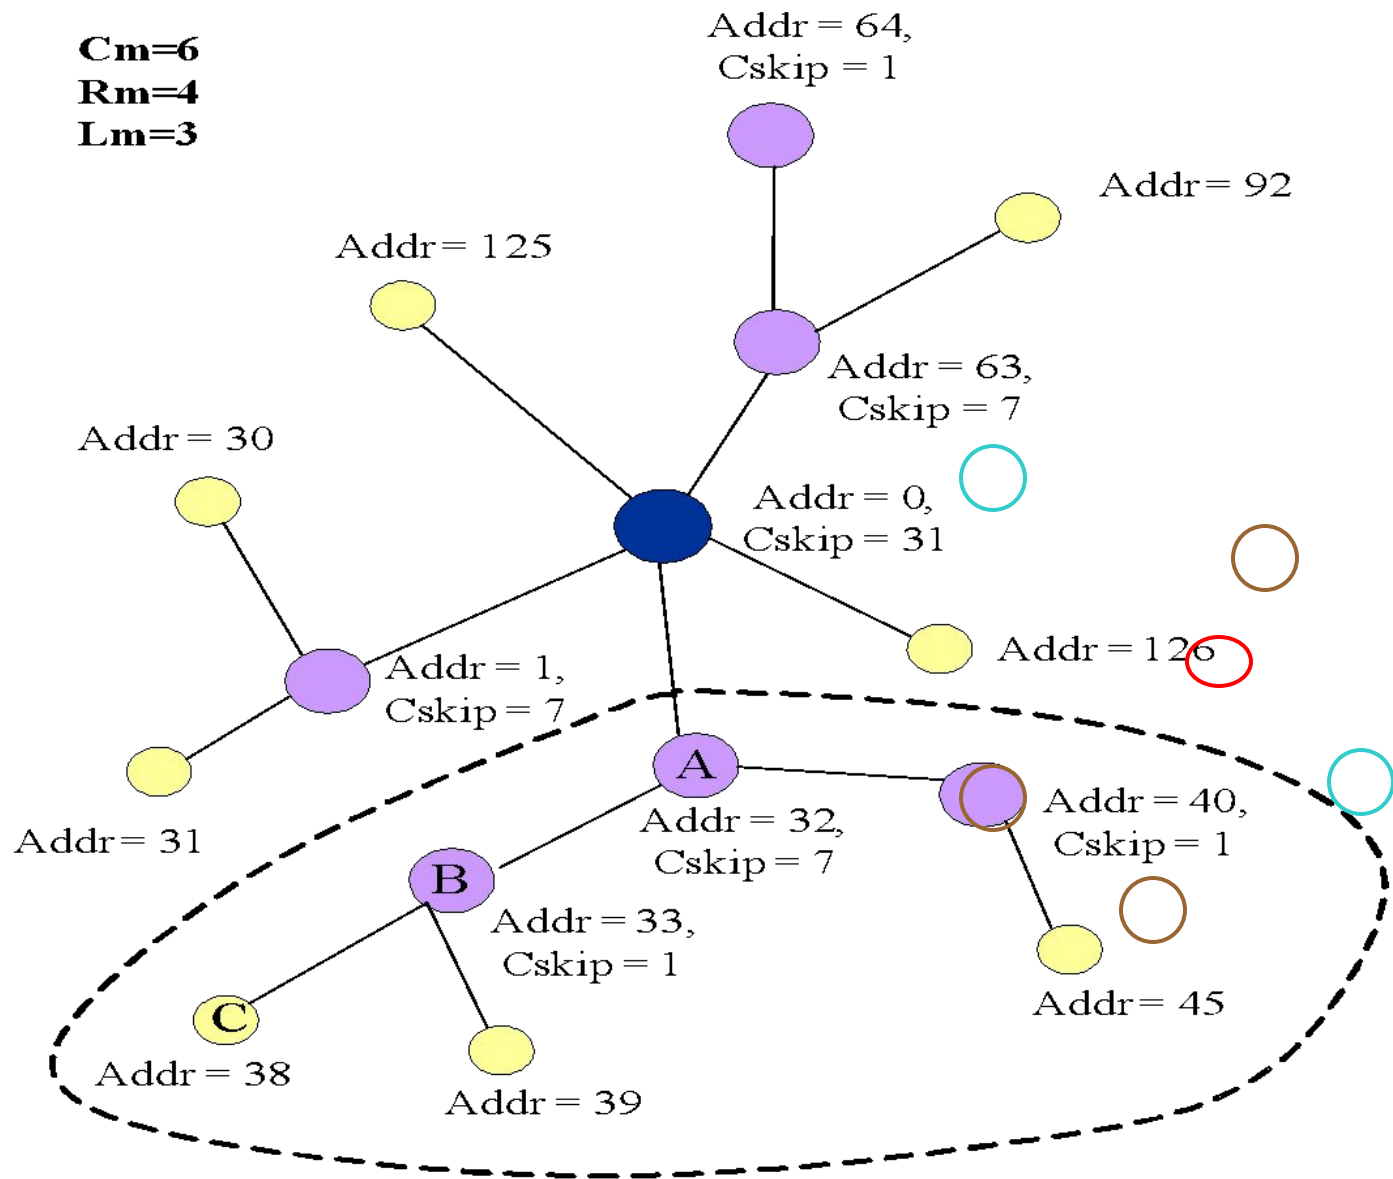 Cm=6
Rm=4
Lm=3
Addr = 64,
Cskip = 1
Addr = 92
Addr = 125
Addr = 63,
Cskip = 7
Addr = 30
Addr = 0,
Cskip = 31
Addr = 126
Addr = 1,
Cskip = 7
A
Addr = 32,
Cskip = 7
Addr = 40,
Cskip = 1
Addr = 31
B
Addr = 33,
Cskip = 1
Addr = 45
C
Addr = 38
Addr = 39